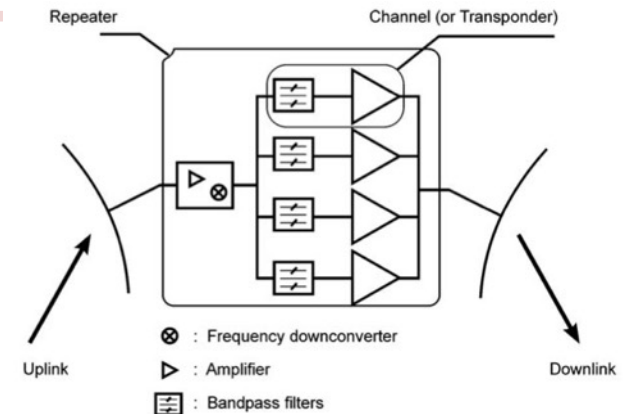 Repeater
Channel (or Transponder)
Uplink
Downlink
: Frequency downconverter
: Amplifier
: Bandpass filters